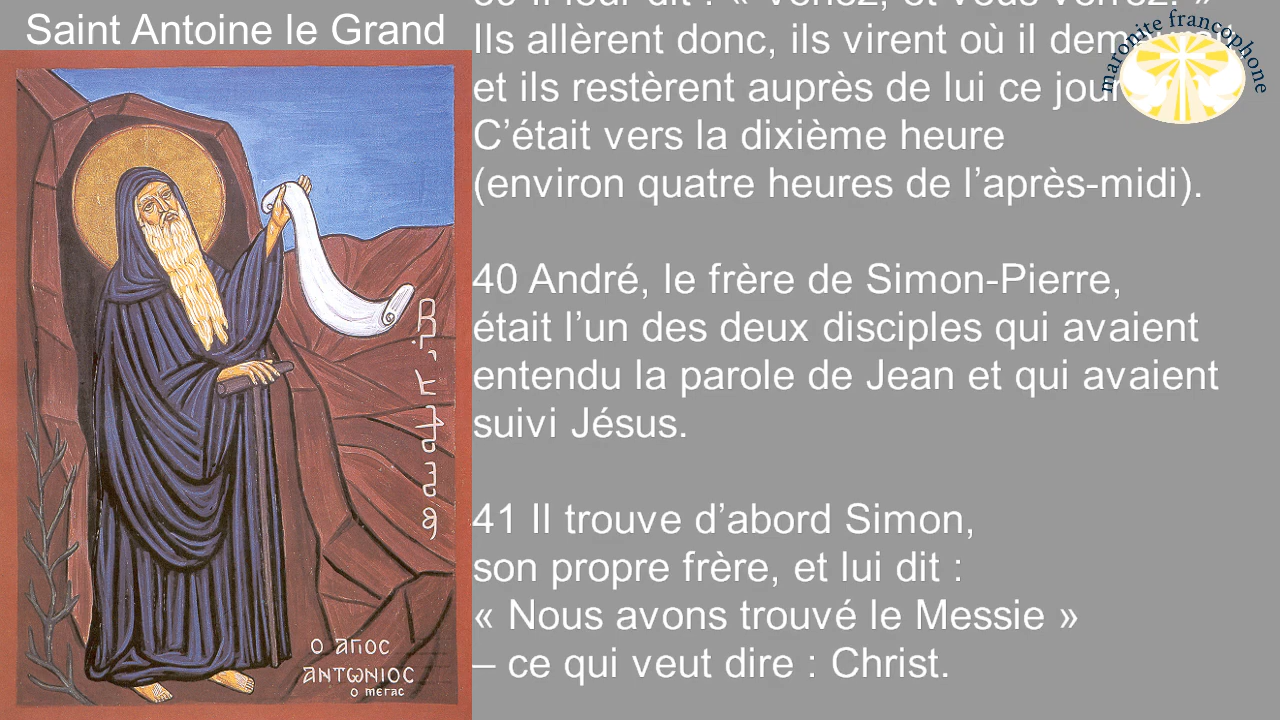 Saint Antoine le Grand
Ils allèrent donc, ils virent où il
et ils restèrent auprès de lui ce jour
C’était vers la dixième heure
(environ quatre heures de l’après-midi).
40 André, le frère de Simon-Pierre,
était l’un des deux disciples qui avaient
entendu la parole de Jean et qui avaient
suivi Jésus.
41 Il trouve d’abord Simon,
son propre frère, et lui dit :
« Nous avons trouvé le Messie »
– ce qui veut dire : Christ.
maronite francophone
Ο ΑΓΙΟC
ΑΝΤΩΝΙΟC
Ο ΜΕΓΑC